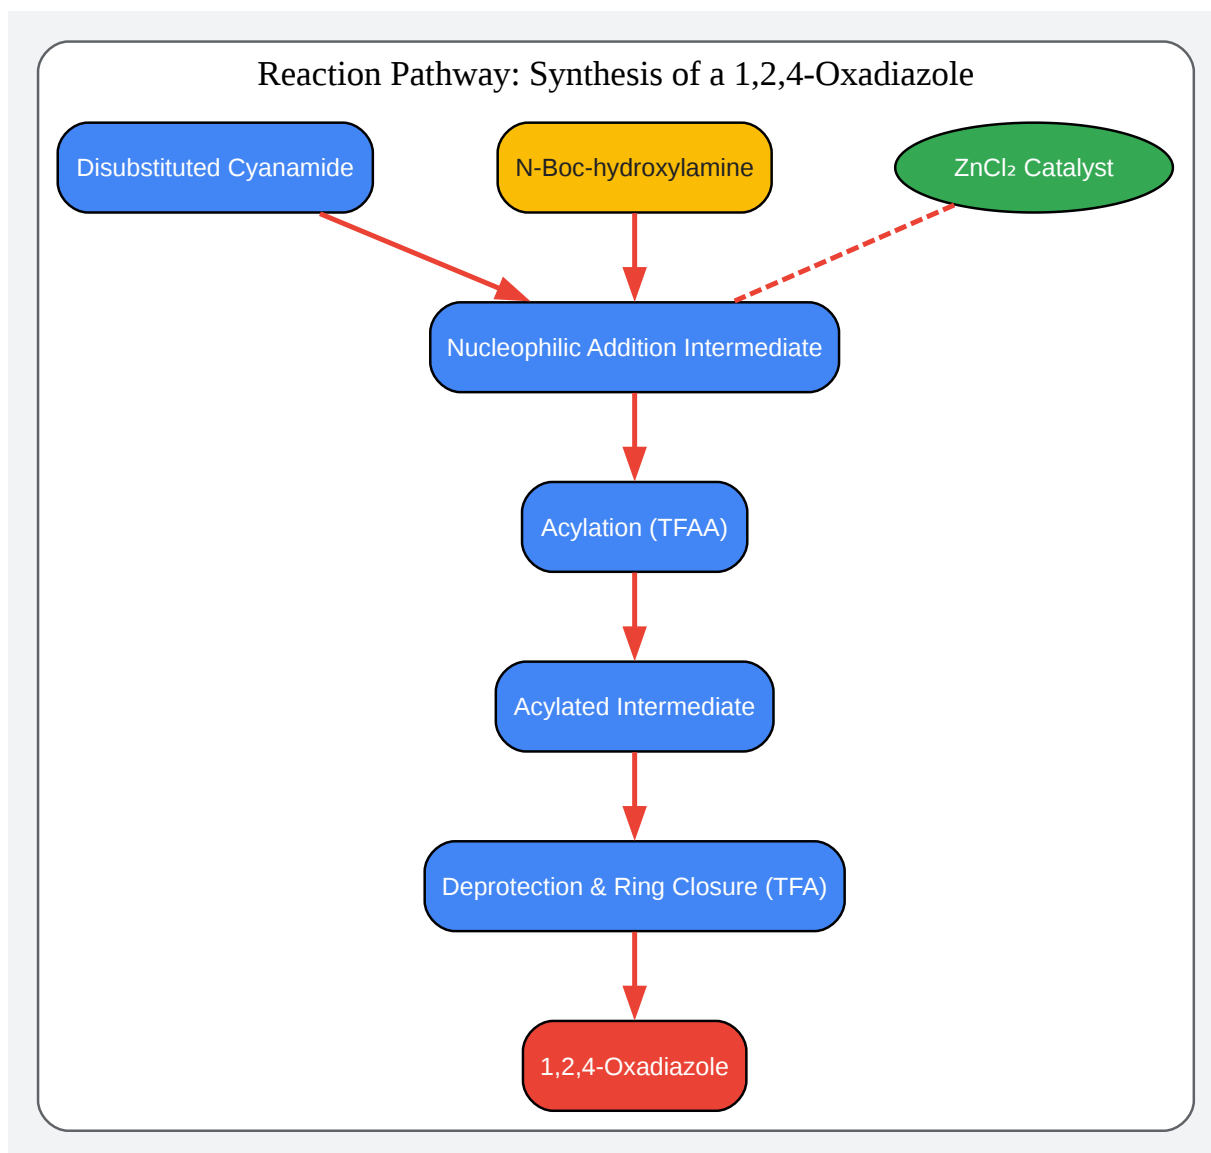 Reaction Pathway: Synthesis of a 1,2,4-Oxadiazole
Disubstituted Cyanamide
N-Boc-hydroxylamine
ZnCl₂ Catalyst
Nucleophilic Addition Intermediate
Acylation (TFAA)
Acylated Intermediate
Deprotection & Ring Closure (TFA)
1,2,4-Oxadiazole